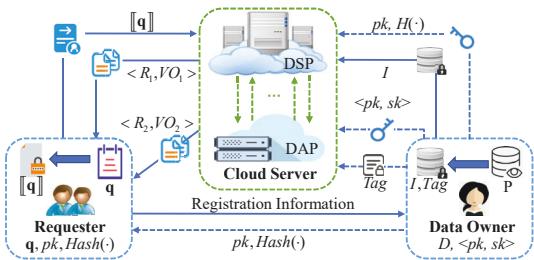 ⟦q⟧
pk, H(·)
DSP
< R₁,VO₁ >
I
...
<pk, sk>
< R₂,VO₂ >
DAP
Cloud Server
Tag
⟦q⟧
q
I,Tag
P
Requester
Registration Information
Data Owner
q, pk, Hash(·)
pk,Hash(·)
D, <pk, sk>